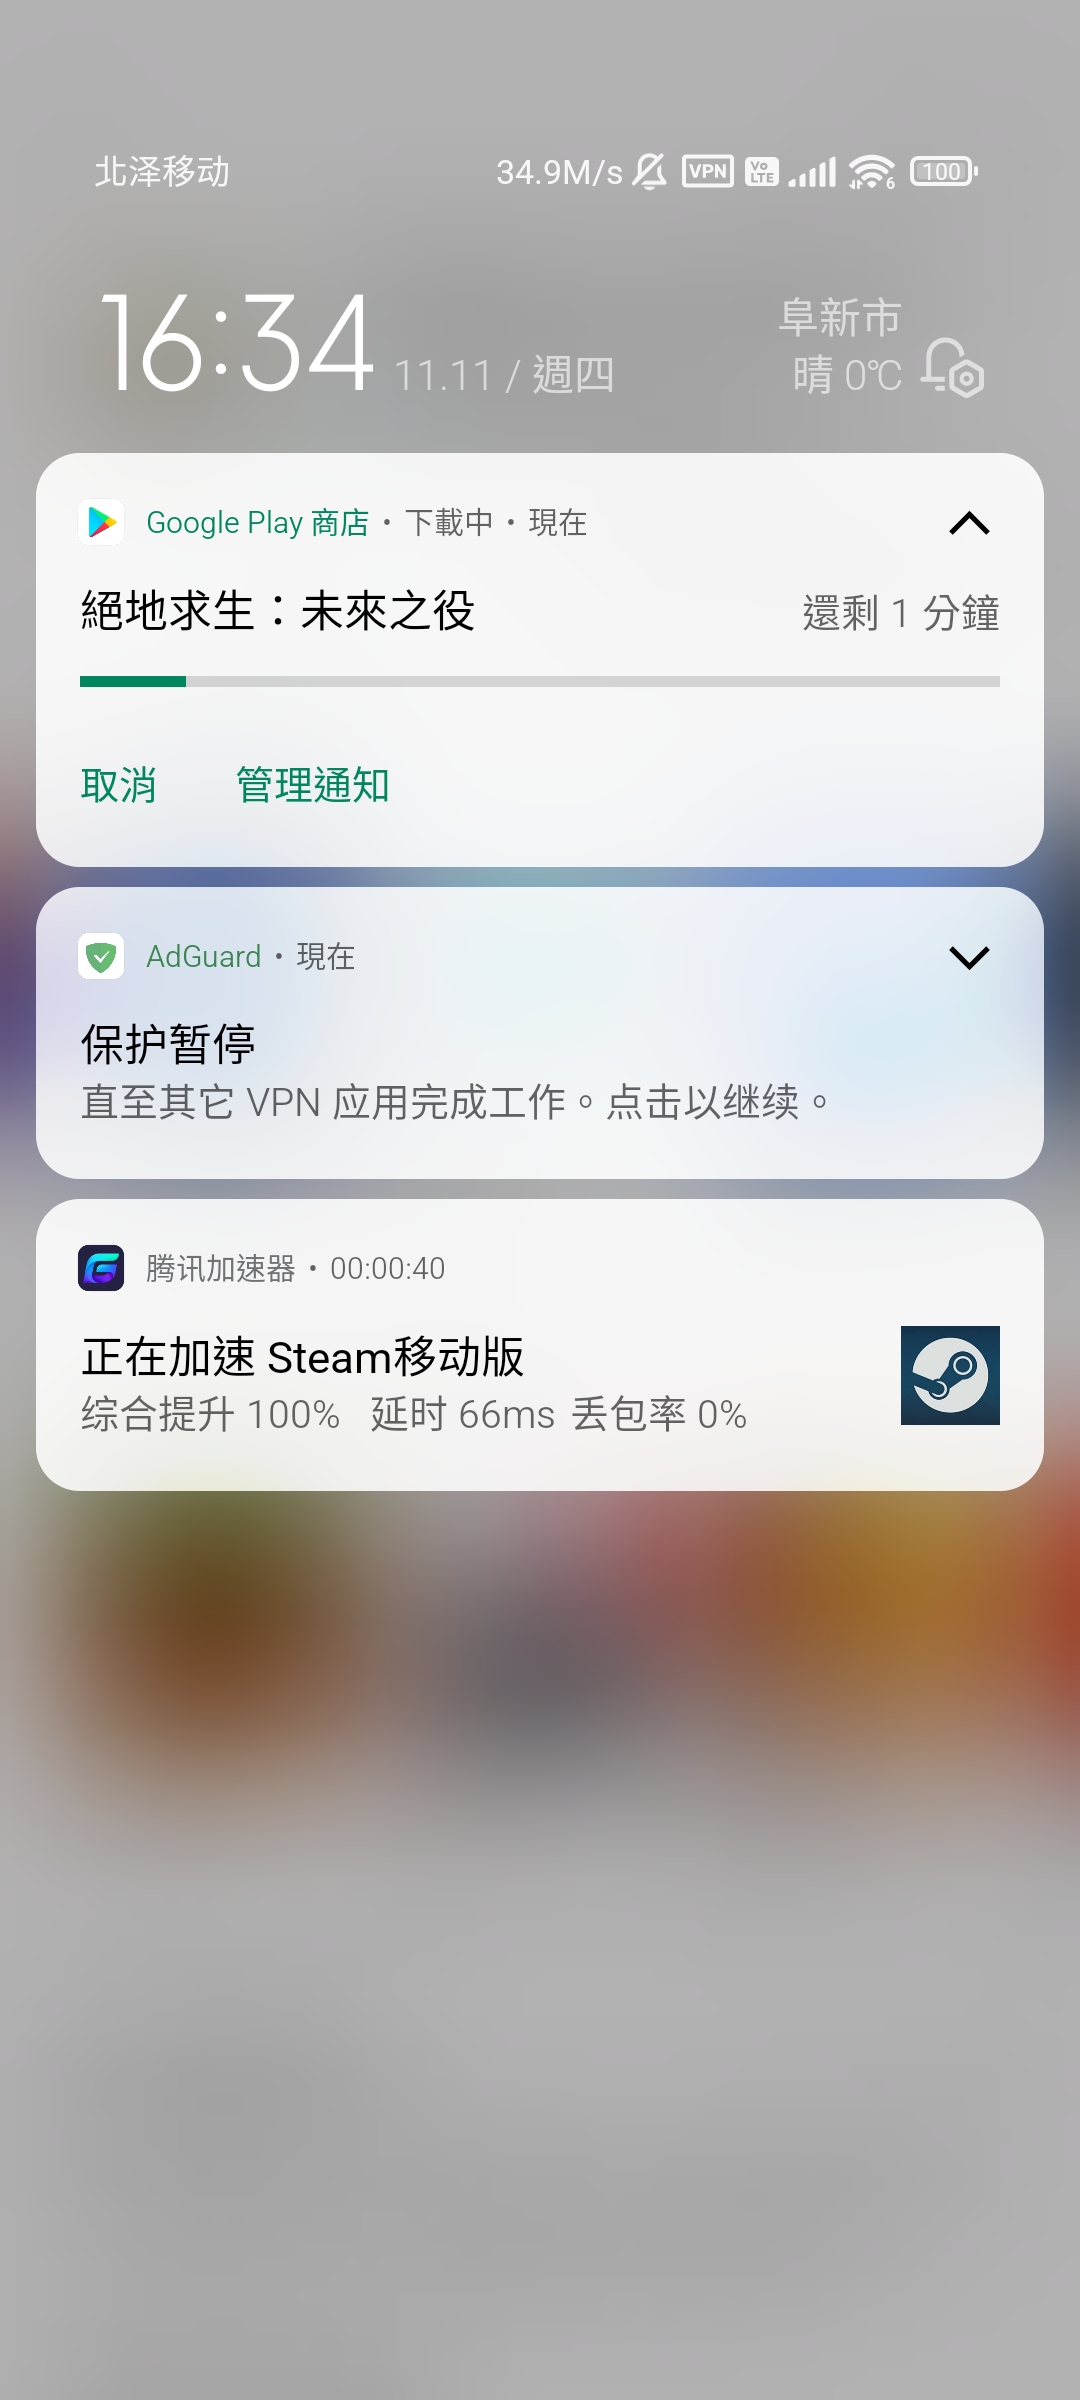 北泽移动 34.9M/s VPN VoLTE 6 100
16:34 11.11 / 週四
阜新市
晴 0℃
Google Play 商店 • 下載中 • 現在
絕地求生：未來之役 還剩 1 分鐘
取消 管理通知
AdGuard • 現在
保护暂停
直至其它 VPN 应用完成工作。点击以继续。
腾讯加速器 • 00:00:40
正在加速 Steam移动版
综合提升 100% 延时 66ms 丢包率 0%